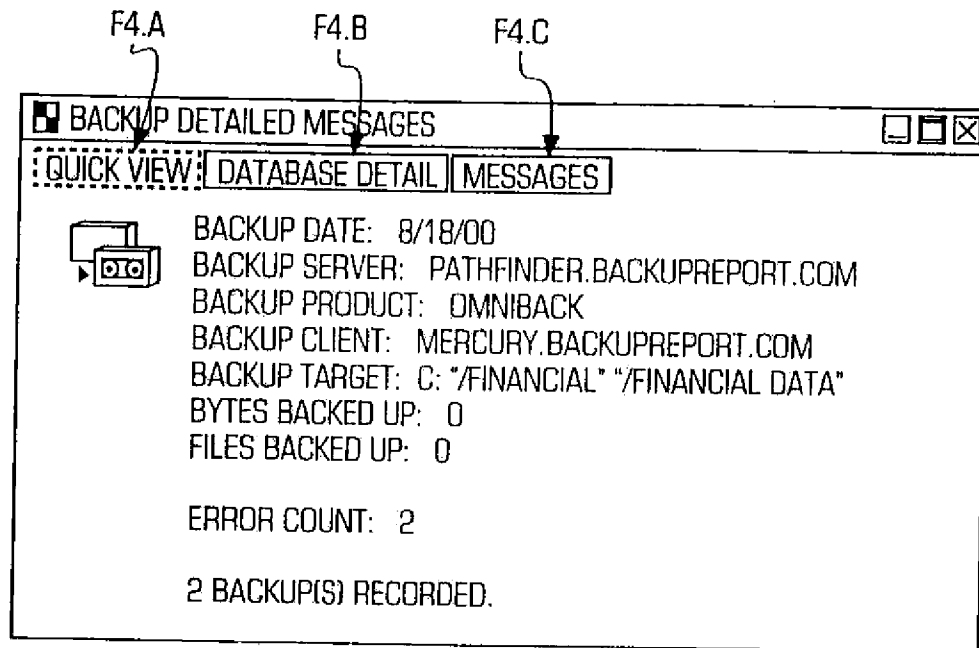 F4.A F4.B F4.C
BACKUP DETAILED MESSAGES
QUICK VIEW DATABASE DETAIL MESSAGES
BACKUP DATE: 8/18/00
BACKUP SERVER: PATHFINDER.BACKUPREPORT.COM
BACKUP PRODUCT: OMNIBACK
BACKUP CLIENT: MERCURY.BACKUPREPORT.COM
BACKUP TARGET: C: "/FINANCIAL" "/FINANCIAL DATA"
BYTES BACKED UP: 0
FILES BACKED UP: 0
ERROR COUNT: 2
2 BACKUP(S) RECORDED.